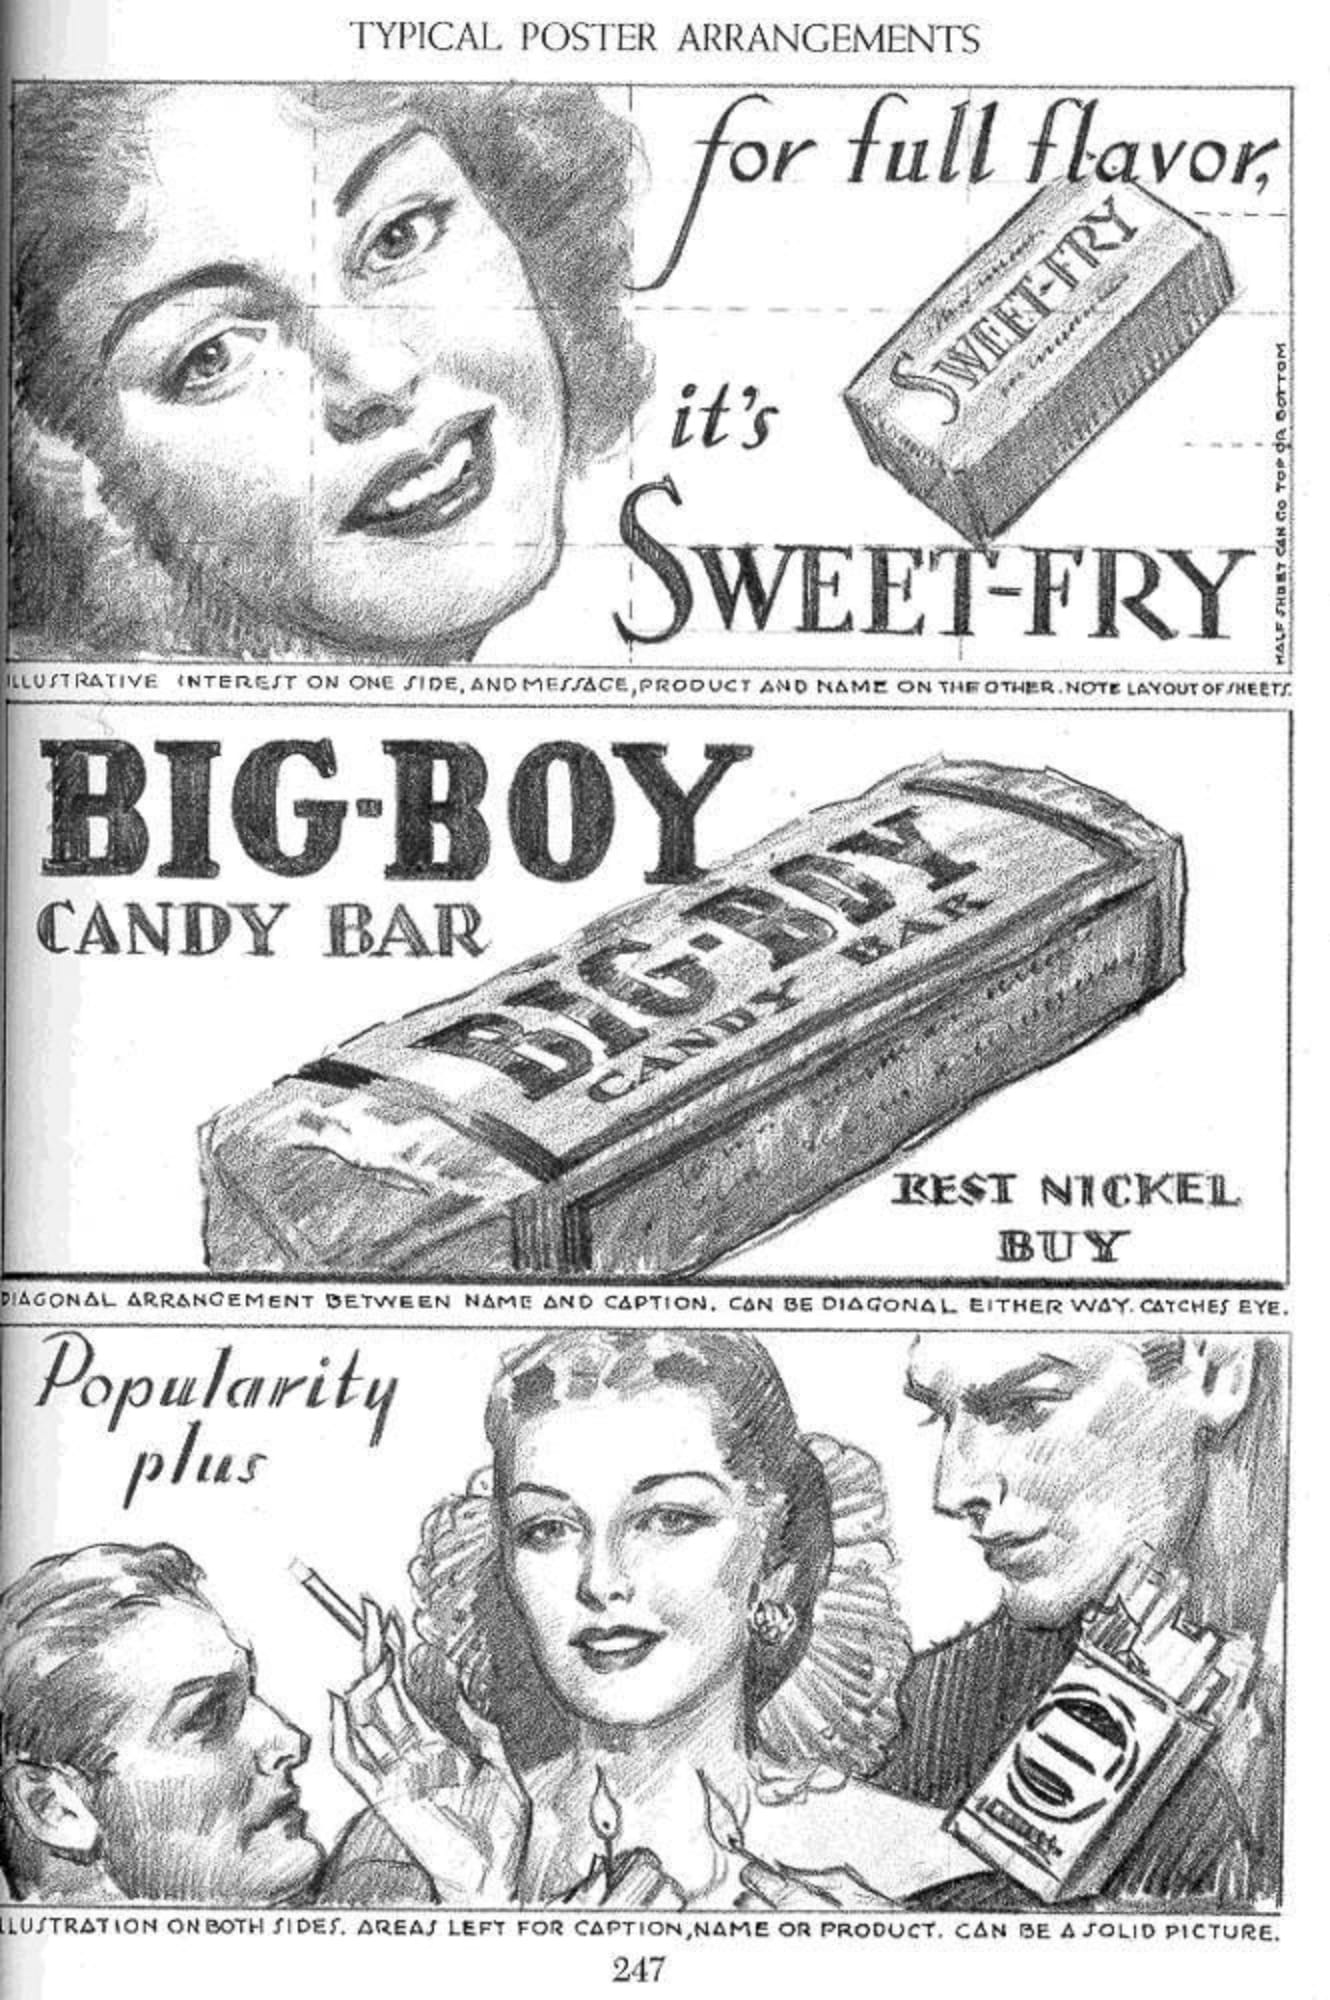 TYPICAL POSTER ARRANGEMENTS
for full flavor,
SWEET-FRY
it's
SWEET-FRY
HALF SHEET CAN GO TOP OR BOTTOM
ILLUSTRATIVE INTEREST ON ONE SIDE, AND MESSAGE, PRODUCT AND NAME ON THE OTHER. NOTE LAYOUT OF SHEETS.
BIG-BOY
CANDY BAR
BIG-BOY
CANDY BAR
BEST NICKEL
BUY
DIAGONAL ARRANGEMENT BETWEEN NAME AND CAPTION. CAN BE DIAGONAL EITHER WAY. CATCHES EYE.
Popularity
plus
LLUSTRATION ON BOTH SIDES. AREAS LEFT FOR CAPTION, NAME OR PRODUCT. CAN BE A SOLID PICTURE.
247